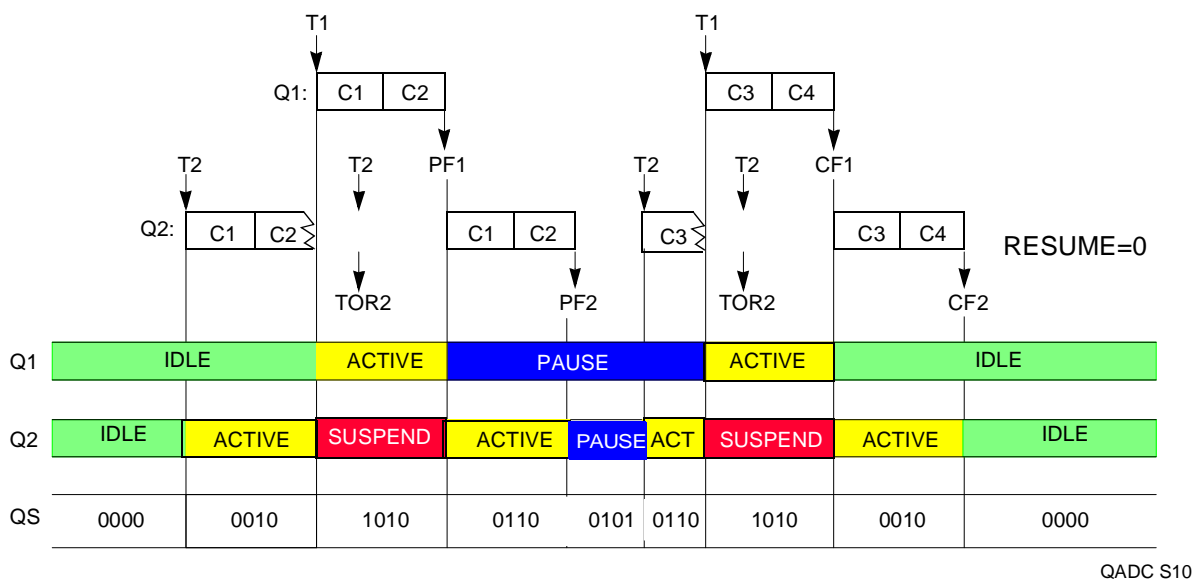 T1 T1
Q1: C1 C2 C3 C4
T2 T2 PF1 T2 T2 CF1
Q2: C1 C2 C1 C2 C3 C3 C4 RESUME=0
TOR2 PF2 TOR2 CF2
Q1 IDLE ACTIVE PAUSE ACTIVE IDLE
Q2 IDLE ACTIVE SUSPEND ACTIVE PAUSE ACT SUSPEND ACTIVE IDLE
QS 0000 0010 1010 0110 0101 0110 1010 0010 0000
QADC S10